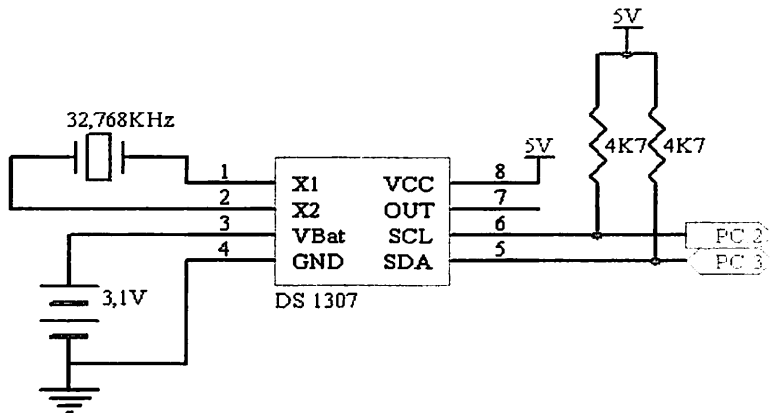 5V
32,768KHz
4K7 4K7
5V
1 X1 VCC 8
2 X2 OUT 7
3 VBat SCL 6 PC 2
4 GND SDA 5 PC 3
3,1V
DS 1307